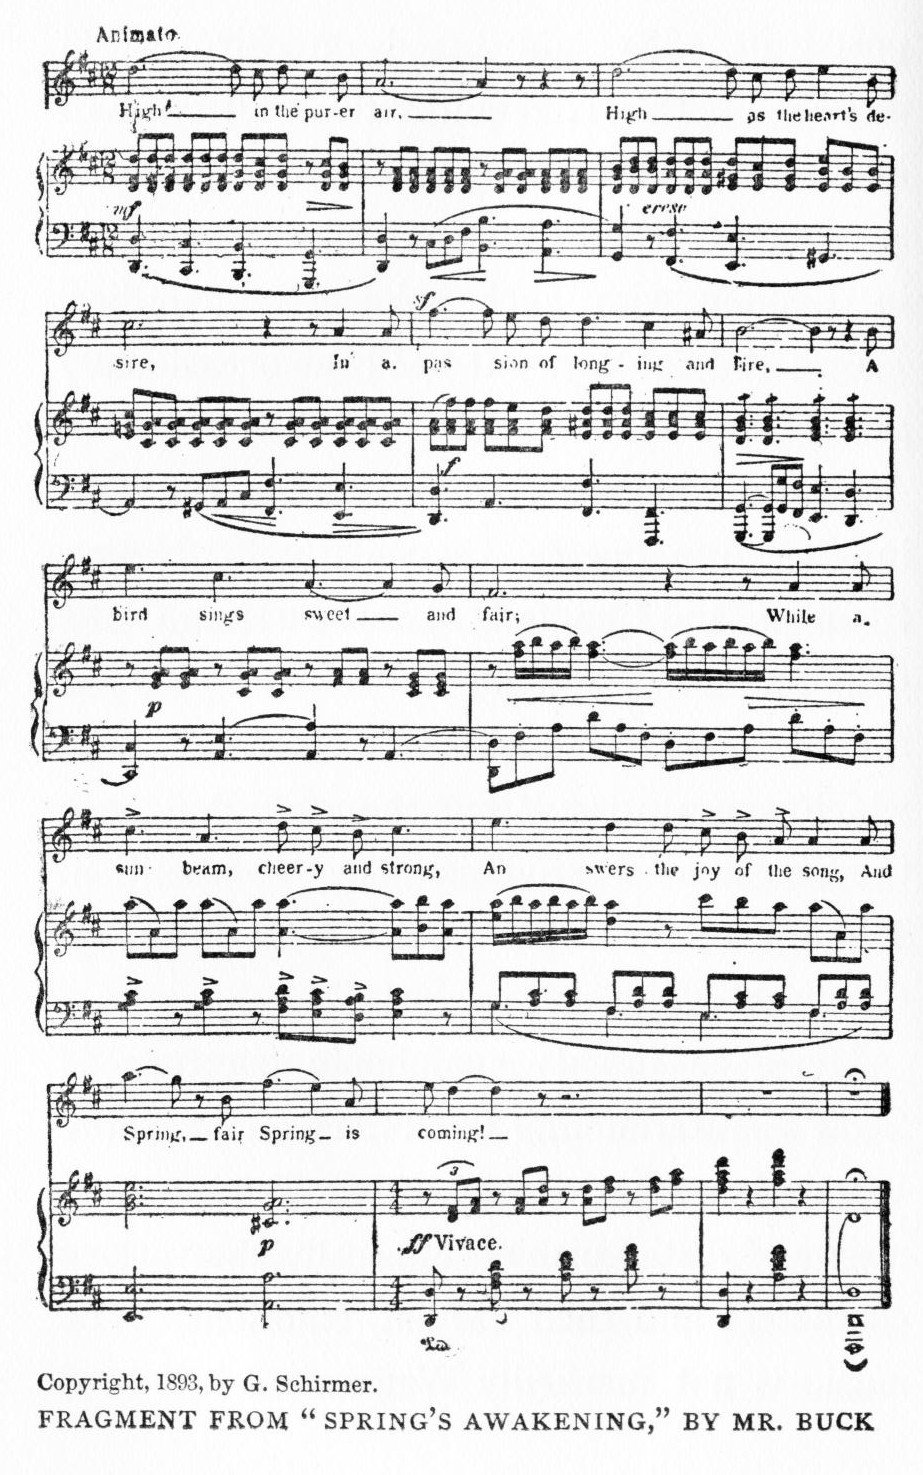 Animato.
High! in the pur-er air, High as the heart's de-
mf
cresc
sf
sire, In a pas sion of long - ing and fire, A
f
bird sings sweet and fair; While a.
p
sun beam, cheer-y and strong, An swers the joy of the song, And
Spring, fair Spring is coming!
3
p ff Vivace.
Copyright, 1893, by G. Schirmer.
FRAGMENT FROM “ SPRING'S AWAKENING,” BY MR. BUCK